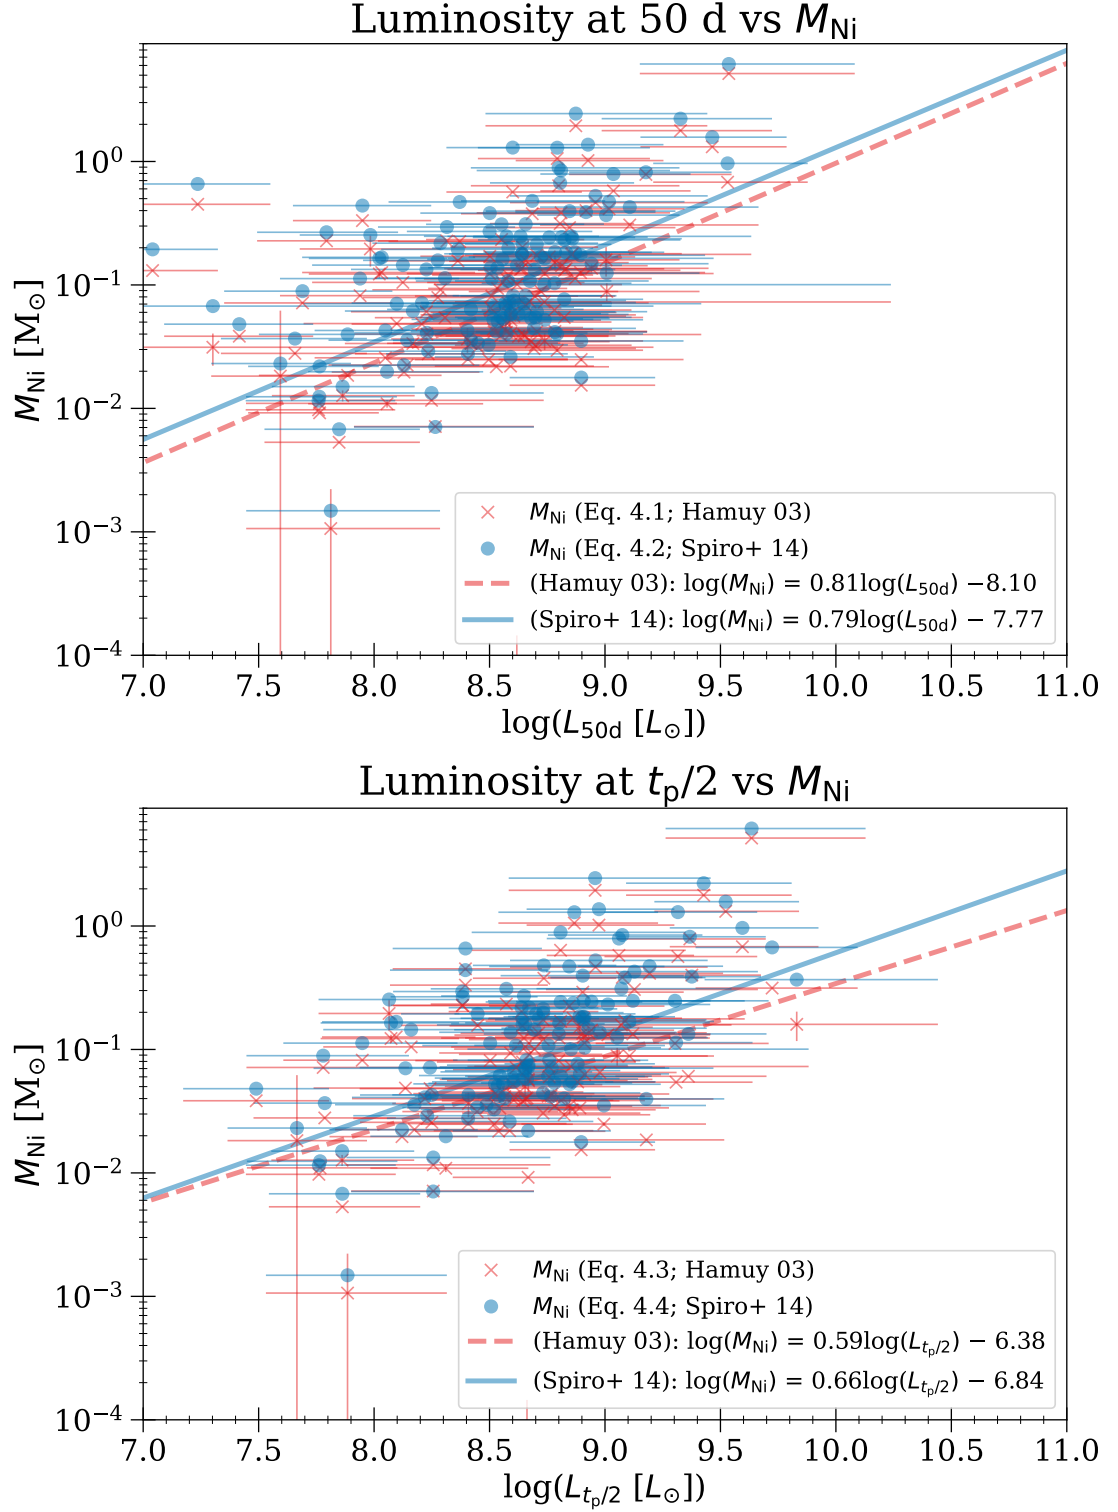 Luminosity at 50 d vs M_Ni
10^0
10^-1
10^-2
10^-3
10^-4
M_Ni [M_⊙]
× M_Ni (Eq. 4.1; Hamuy 03)
● M_Ni (Eq. 4.2; Spiro+ 14)
(Hamuy 03): log(M_Ni) = 0.81log(L_50d) −8.10
(Spiro+ 14): log(M_Ni) = 0.79log(L_50d) − 7.77
7.0 7.5 8.0 8.5 9.0 9.5 10.0 10.5 11.0
log(L_50d [L_⊙])
Luminosity at t_p/2 vs M_Ni
10^0
10^-1
10^-2
10^-3
10^-4
M_Ni [M_⊙]
× M_Ni (Eq. 4.3; Hamuy 03)
● M_Ni (Eq. 4.4; Spiro+ 14)
(Hamuy 03): log(M_Ni) = 0.59log(L_t_p/2) − 6.38
(Spiro+ 14): log(M_Ni) = 0.66log(L_t_p/2) − 6.84
7.0 7.5 8.0 8.5 9.0 9.5 10.0 10.5 11.0
log(L_t_p/2 [L_⊙])